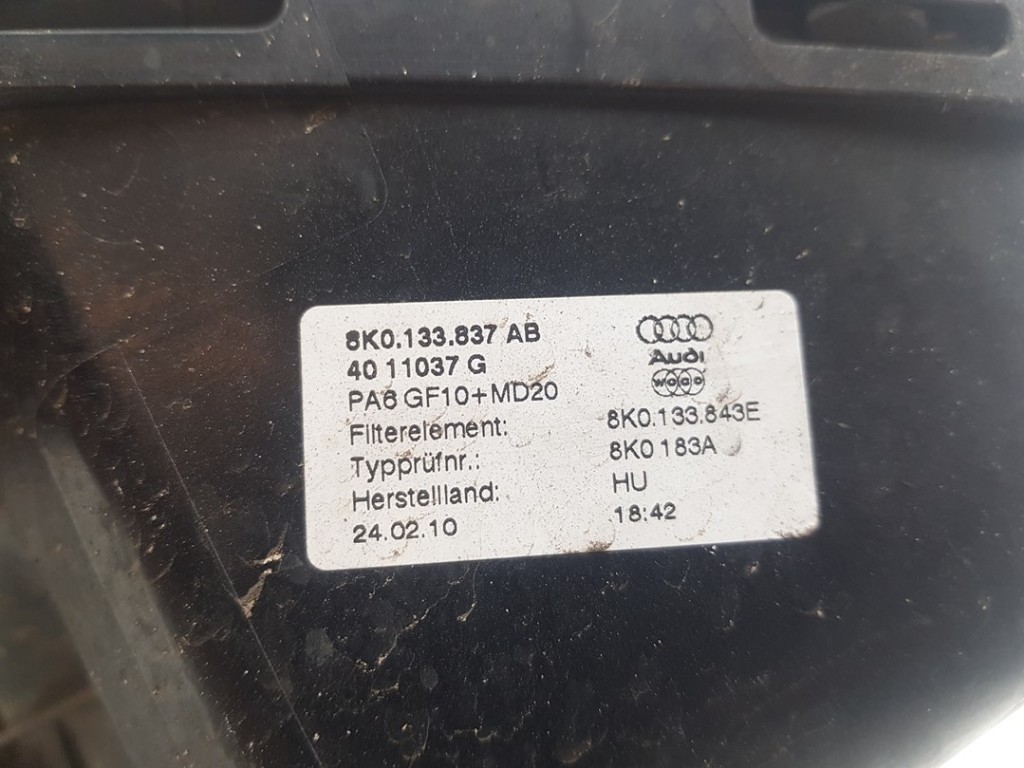 8K0.133.837 AB
40 11037 G
PA6 GF10+MD20
Filterelement: 8K0.133.843E
Typprüfnr.: 8K0 183A
Herstellland: HU
24.02.10 18:42
Audi
woco